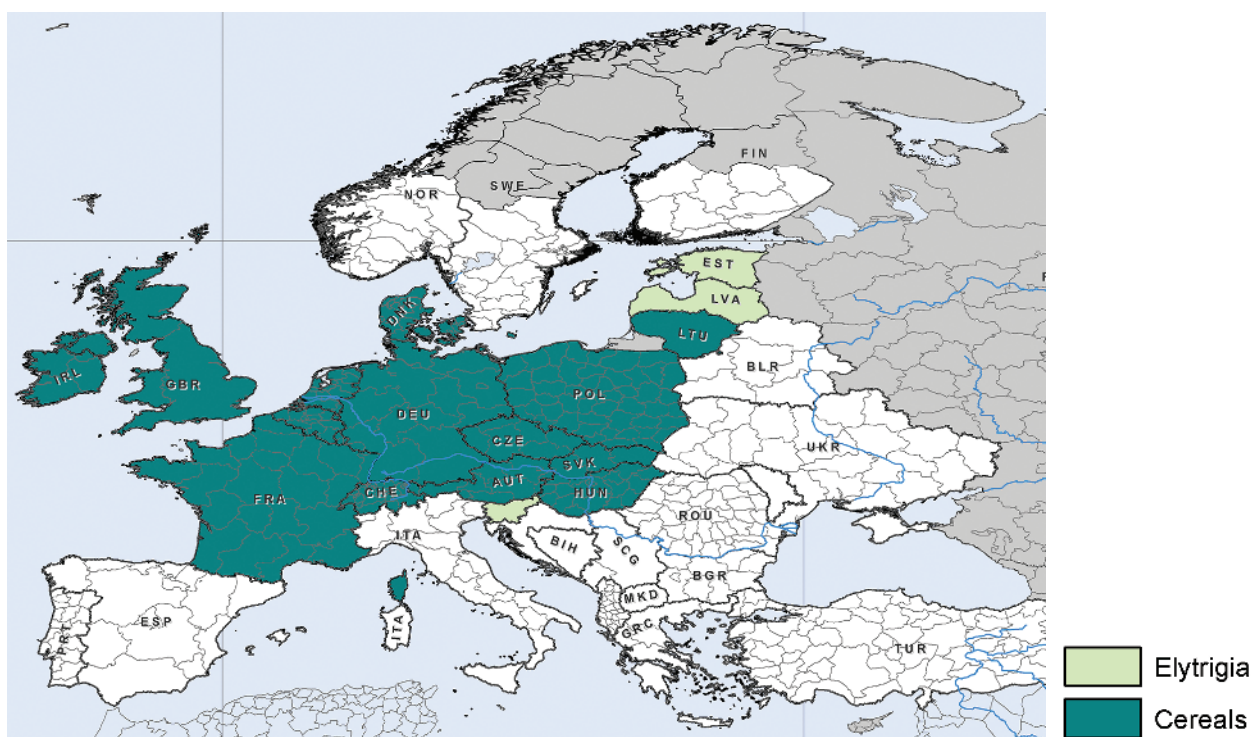 FIN
SWE
NOR
EST
LVA
DNK
LTU
IRL
GBR
BLR
DEU
POL
CZE
UKR
SVK
AUT
CHE
HUN
FRA
ROU
ITA
BIH
SCG
BGR
MKD
ESP
PRT
ITA
GRC
TUR
Elytrigia
Cereals